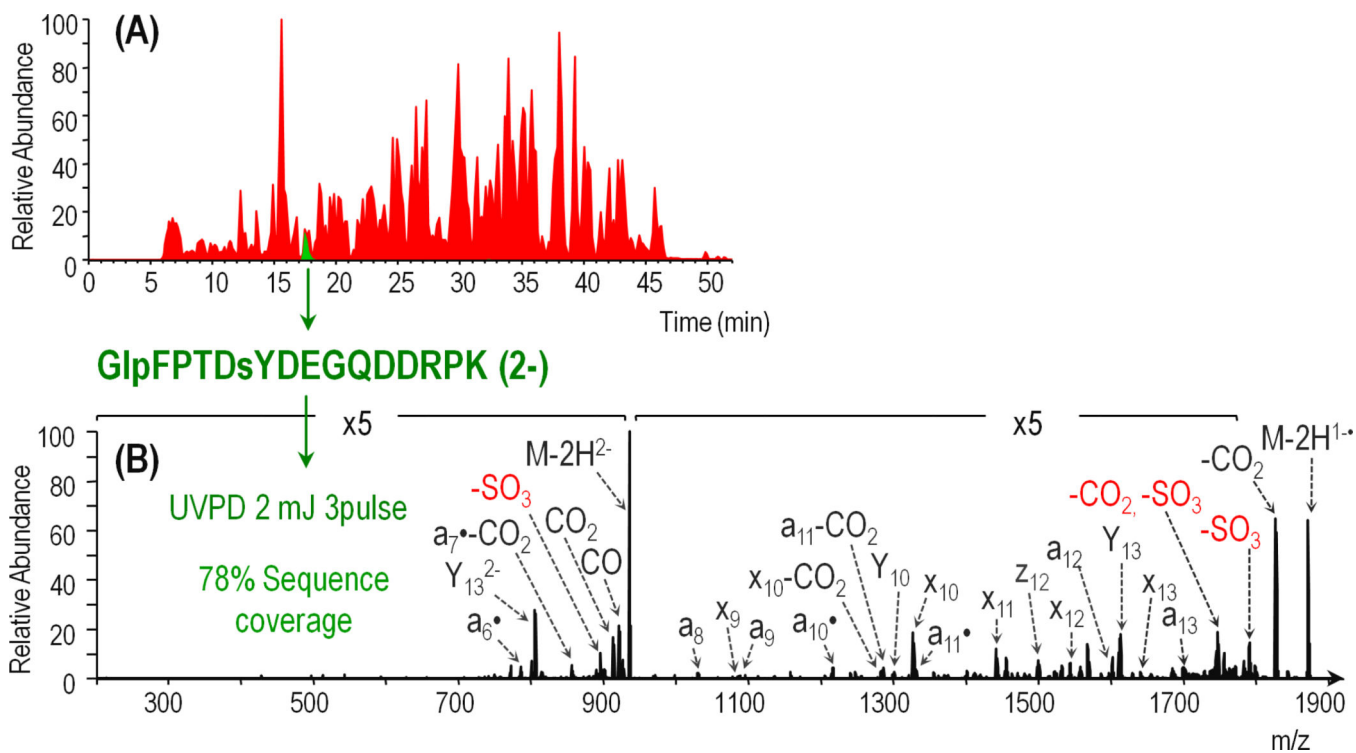 (A)
100
80
60
40
20
0
Relative Abundance
0 5 10 15 20 25 30 35 40 45 50
Time (min)
GlpFPTDsYDEGQDDRPK (2-)
x5 x5
(B)
100
80
60
40
20
0
Relative Abundance
UVPD 2 mJ 3pulse
78% Sequence
coverage
M-2H²⁻
-SO₃
CO₂
a₇•-CO₂
CO
Y₁₃²⁻
a₆•
a₈
x₉
a₉
a₁₀•
x₁₀-CO₂
a₁₁-CO₂
Y₁₀
x₁₀
a₁₁•
x₁₁
z₁₂
x₁₂
a₁₂
Y₁₃
x₁₃
a₁₃
-CO₂, -SO₃
-SO₃
-CO₂
M-2H¹⁻•
300 500 700 900 1100 1300 1500 1700 1900
m/z